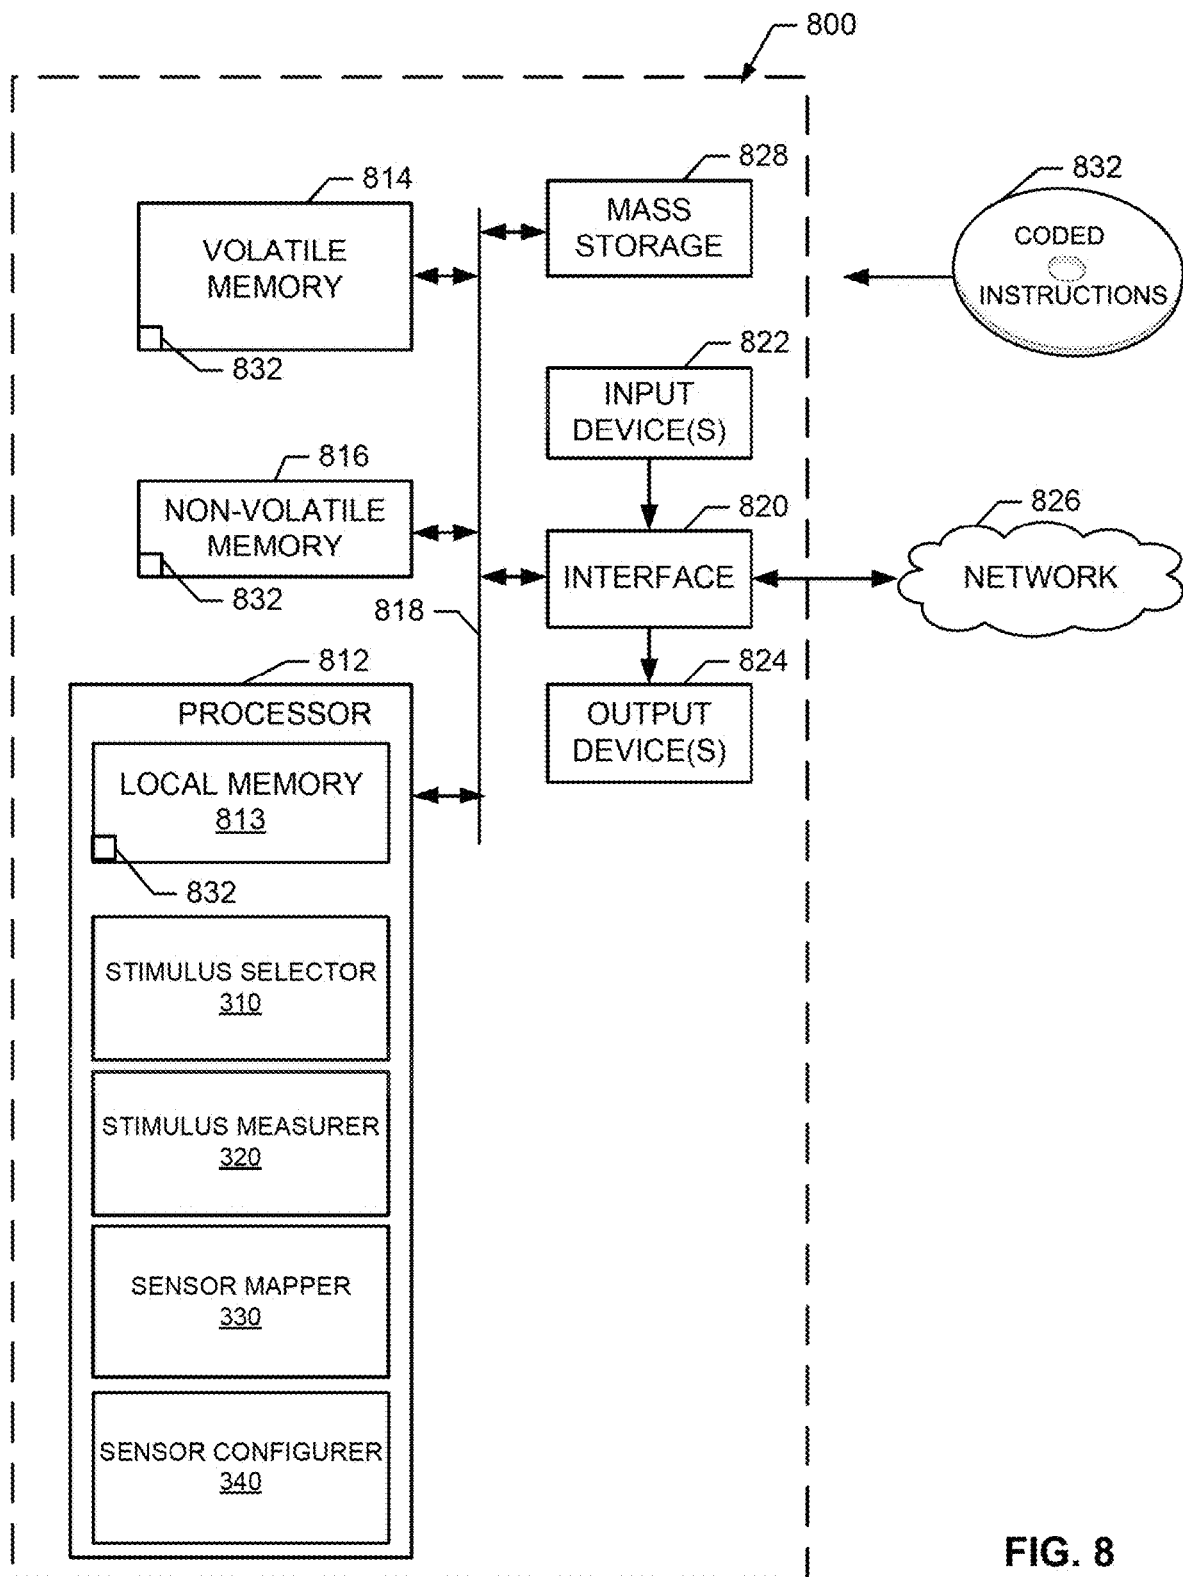 800
814
VOLATILE
MEMORY
832
828
MASS
STORAGE
832
CODED
INSTRUCTIONS
822
INPUT
DEVICE(S)
816
NON-VOLATILE
MEMORY
832
818
820
INTERFACE
826
NETWORK
824
OUTPUT
DEVICE(S)
812
PROCESSOR
LOCAL MEMORY
813
832
STIMULUS SELECTOR
310
STIMULUS MEASURER
320
SENSOR MAPPER
330
SENSOR CONFIGURER
340
FIG. 8